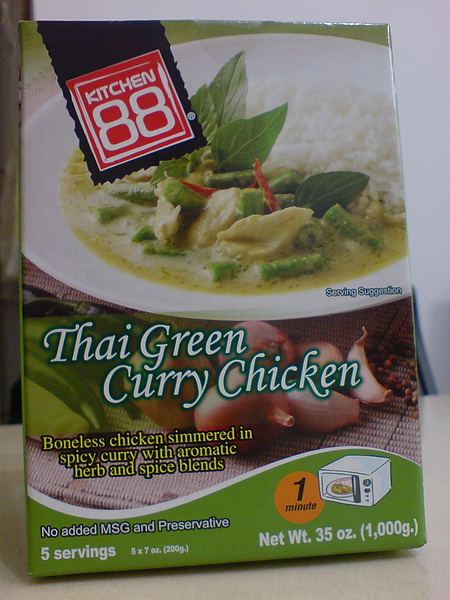 KITCHEN
88®
Serving Suggestion
Thai Green
Curry Chicken
Boneless chicken simmered in
spicy curry with aromatic
herb and spice blends
1
minute
No added MSG and Preservative
5 servings 5 x 7 oz. (200g.)
Net Wt. 35 oz. (1,000g.)